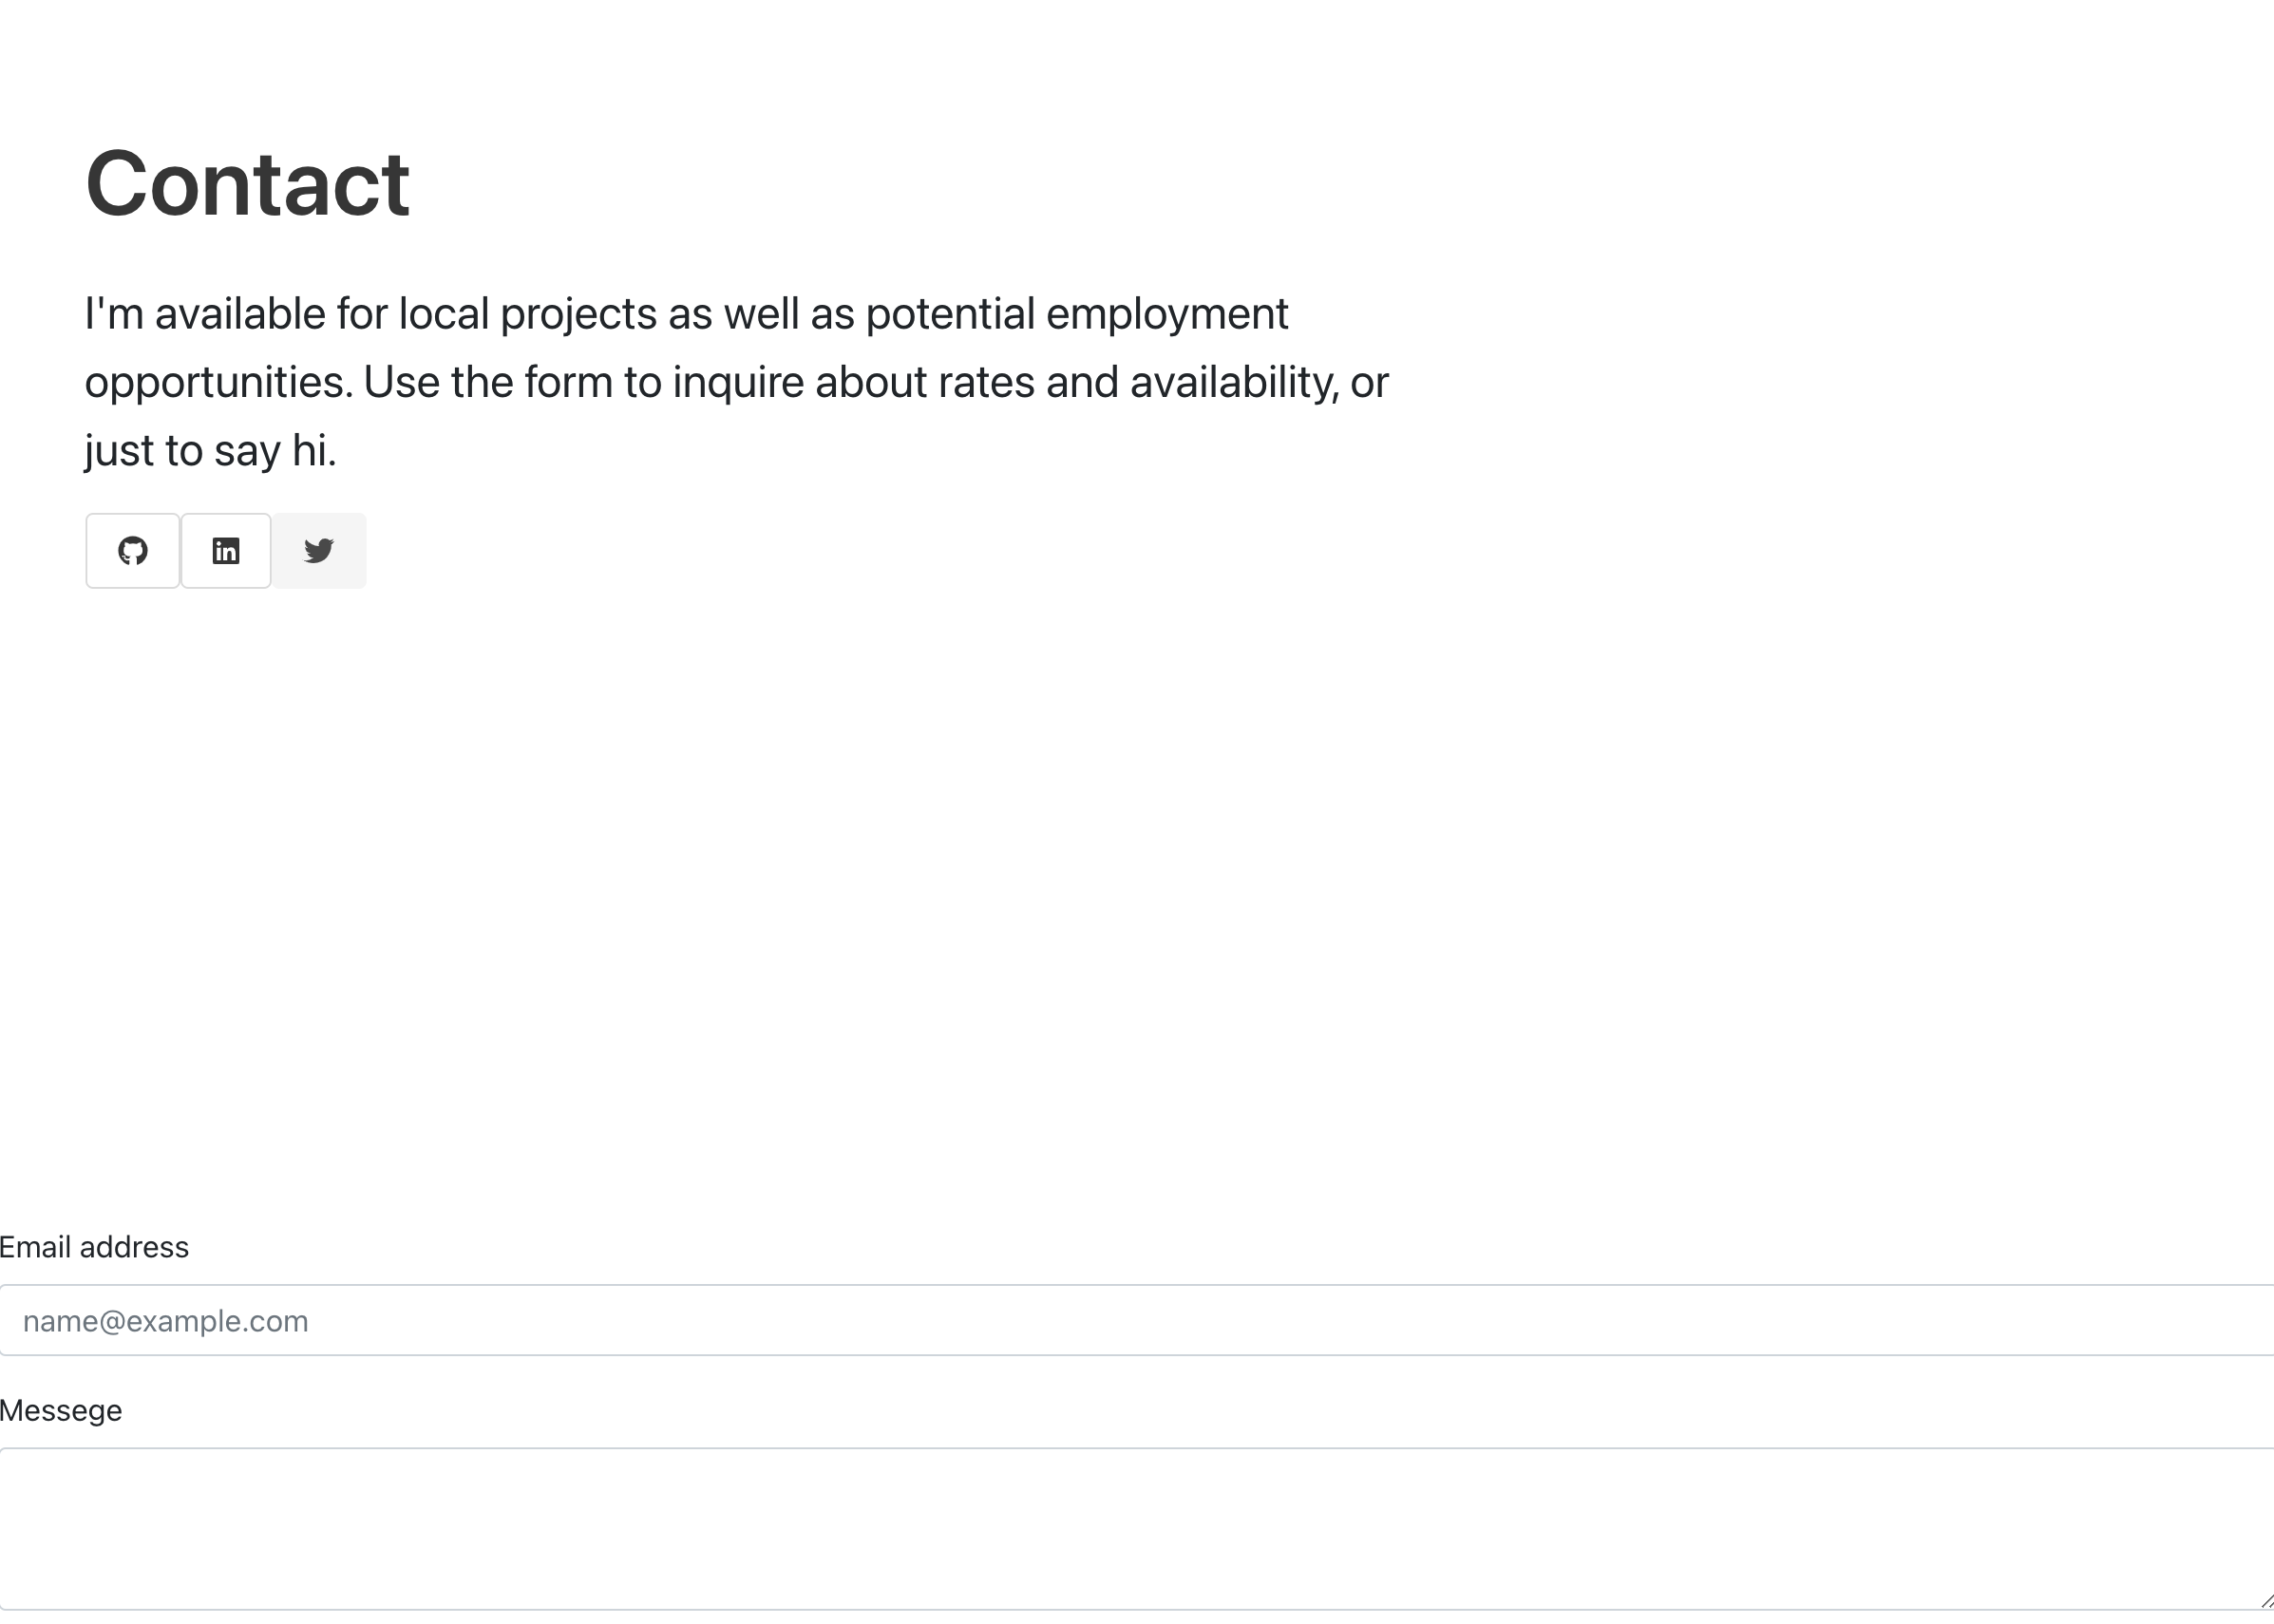 Contact
I'm available for local projects as well as potential employment
opportunities. Use the form to inquire about rates and availability, or
just to say hi.
in
Email address
name@example.com
Messege